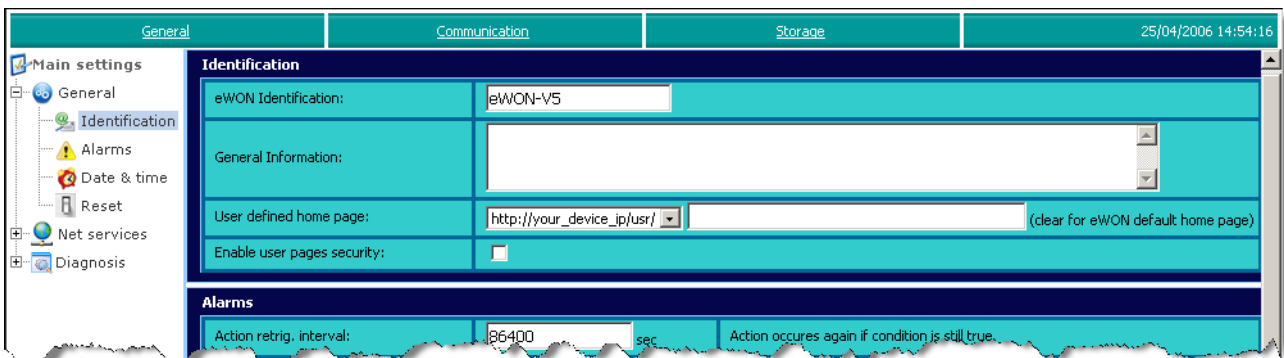 General Communication Storage 25/04/2006 14:54:16
Main settings
General
Identification
Alarms
Date & time
Reset
Net services
Diagnosis
Identification
eWON Identification: eWON-V5
General Information:
User defined home page: http://your_device_ip/usr/ (clear for eWON default home page)
Enable user pages security:
Alarms
Action retrig. interval: 86400 sec Action occures again if condition is still true.